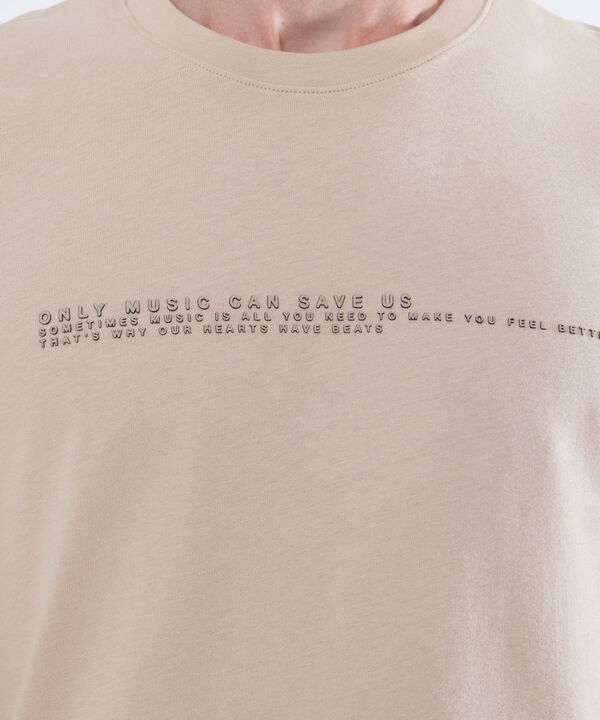 ONLY MUSIC CAN SAVE US
SOMETIMES MUSIC IS ALL YOU NEED TO MAKE YOU FEEL
THAT'S WHY OUR HEARTS HAVE BEATS